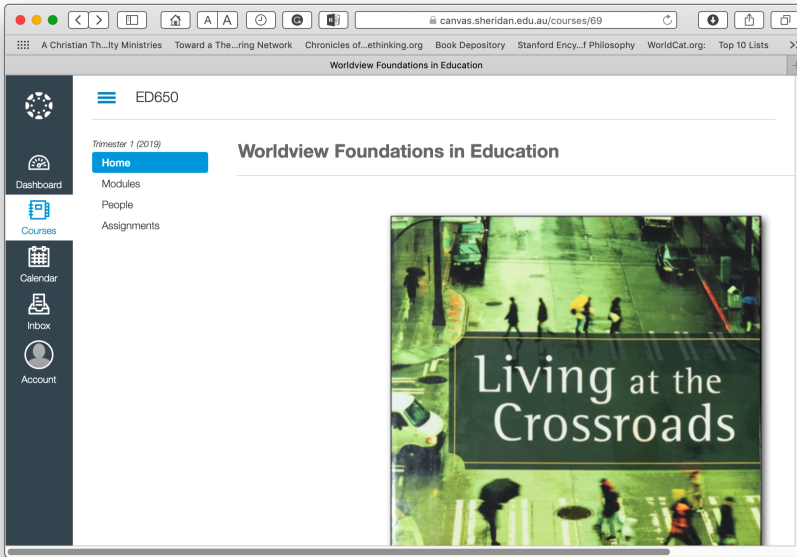 A A
N
canvas.sheridan.edu.au/courses/69
A Christian Th...lty Ministries Toward a The...ring Network Chronicles of...ethinking.org Book Depository Stanford Ency...f Philosophy WorldCat.org: Top 10 Lists
Worldview Foundations in Education
ED650
Trimester 1 (2019)
Home
Modules
People
Assignments
Dashboard
Courses
Calendar
Inbox
Account
Worldview Foundations in Education
Living at the
Crossroads